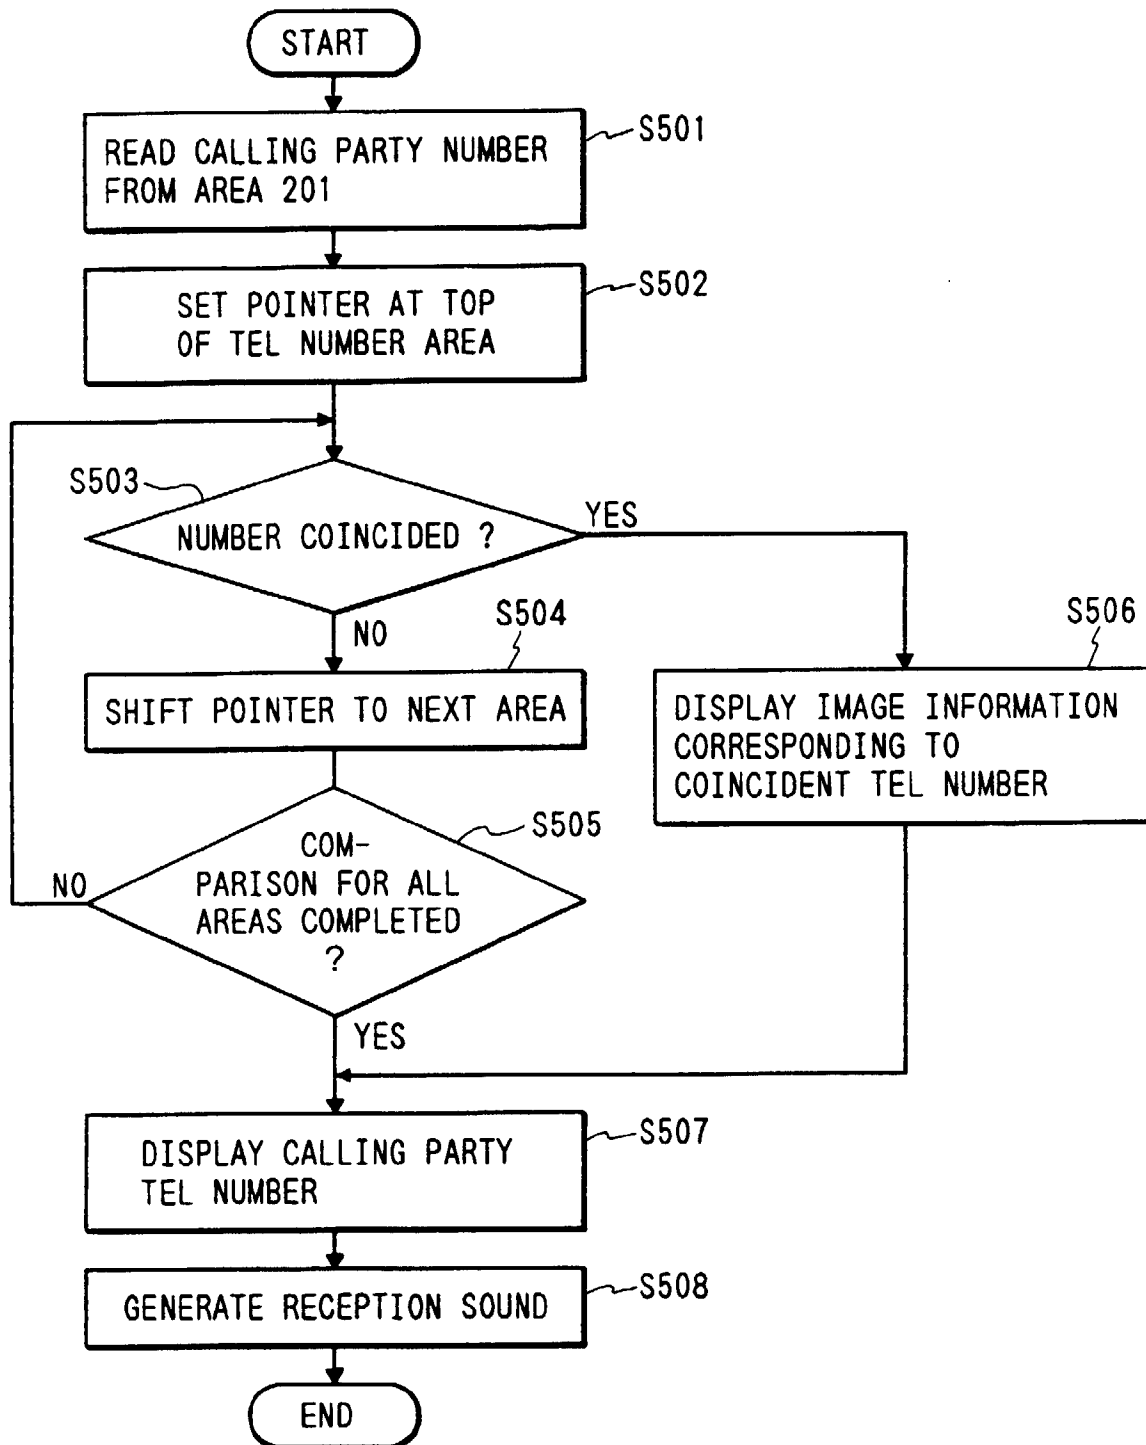 START
READ CALLING PARTY NUMBER
FROM AREA 201
S501
SET POINTER AT TOP
OF TEL NUMBER AREA
S502
S503
NUMBER COINCIDED ?
YES
NO
S504
SHIFT POINTER TO NEXT AREA
S506
DISPLAY IMAGE INFORMATION
CORRESPONDING TO
COINCIDENT TEL NUMBER
S505
COM-
PARISON FOR ALL
AREAS COMPLETED
?
NO
YES
DISPLAY CALLING PARTY
TEL NUMBER
S507
GENERATE RECEPTION SOUND
S508
END